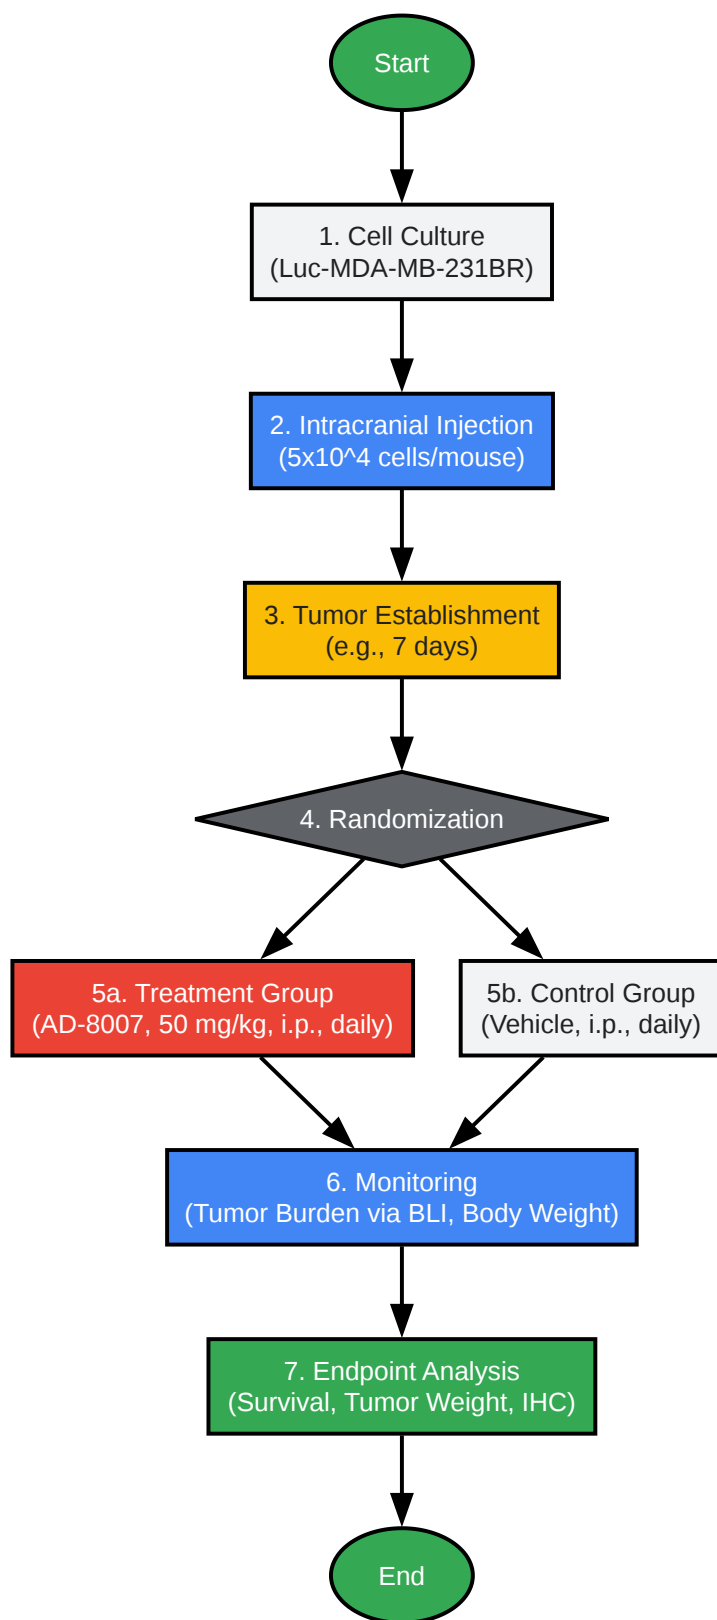 Start
1. Cell Culture
(Luc-MDA-MB-231BR)
2. Intracranial Injection
(5x10^4 cells/mouse)
3. Tumor Establishment
(e.g., 7 days)
4. Randomization
5a. Treatment Group
(AD-8007, 50 mg/kg, i.p., daily)
5b. Control Group
(Vehicle, i.p., daily)
6. Monitoring
(Tumor Burden via BLI, Body Weight)
7. Endpoint Analysis
(Survival, Tumor Weight, IHC)
End